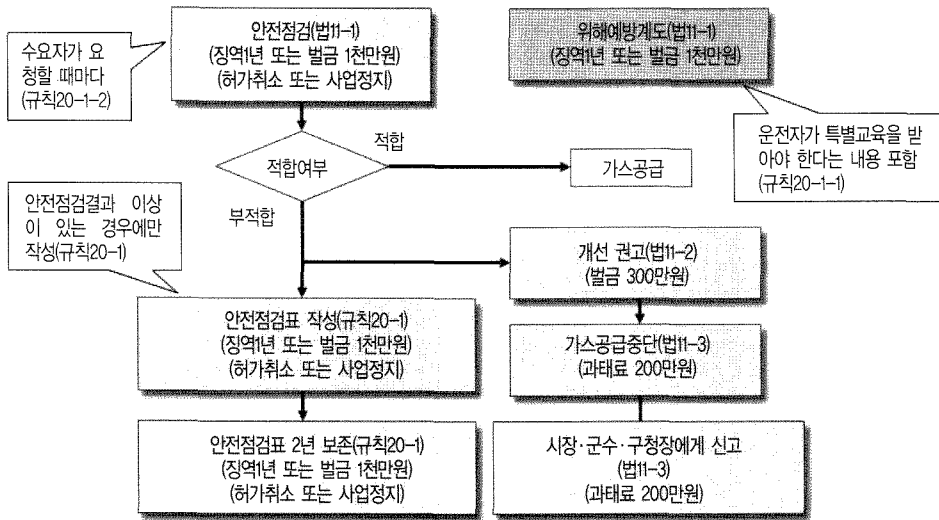 안전점검(법11-1)
(징역1년 또는 벌금 1천만원)
(허가취소 또는 사업정지)
위해예방계도(법11-1)
(징역1년 또는 벌금 1천만원)
수요자가 요
청할 때마다
(규칙20-1-2)
운전자가 특별교육을 받
아야 한다는 내용 포함
(규칙20-1-1)
적합여부
적합
가스공급
부적합
안전점검결과 이상
이 있는 경우에만
작성(규칙20-1)
개선 권고(법11-2)
(벌금 300만원)
안전점검표 작성(규칙20-1)
(징역1년 또는 벌금 1천만원)
(허가취소 또는 사업정지)
가스공급중단(법11-3)
(과태료 200만원)
안전점검표 2년 보존(규칙20-1)
(징역1년 또는 벌금 1천만원)
(허가취소 또는 사업정지)
시장·군수·구청장에게 신고
(법11-3)
(과태료 200만원)